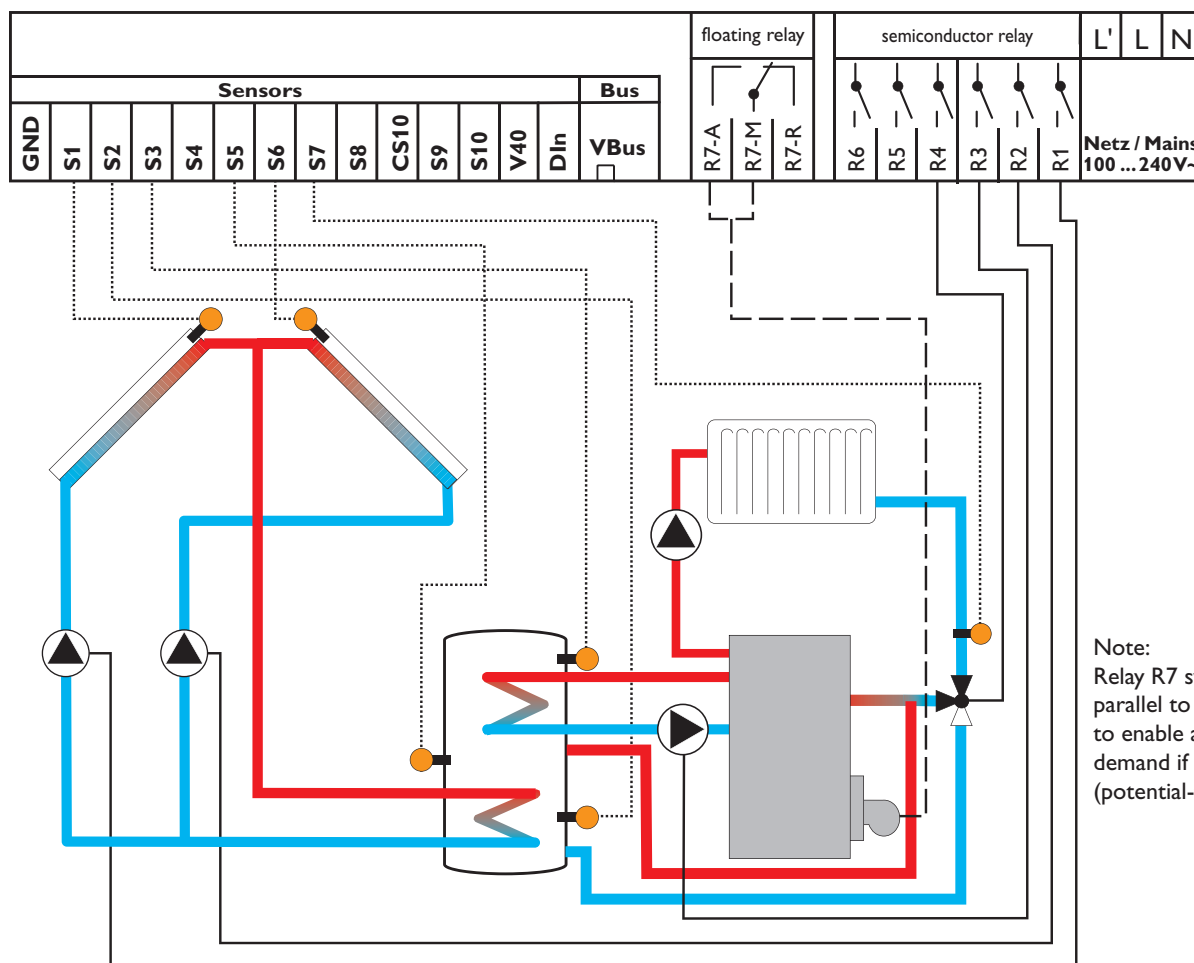 floating relay
semiconductor relay
L' L N
Sensors
Bus
GND
S1
S2
S3
S4
S5
S6
S7
S8
CS10
S9
S10
V40
DIn
VBus
R7-A
R7-M
R7-R
R6
R5
R4
R3
R2
R1
Netz / Mains
100 ... 240 V~
Note:
Relay R7 s
parallel to
to enable a
demand if
(potential-